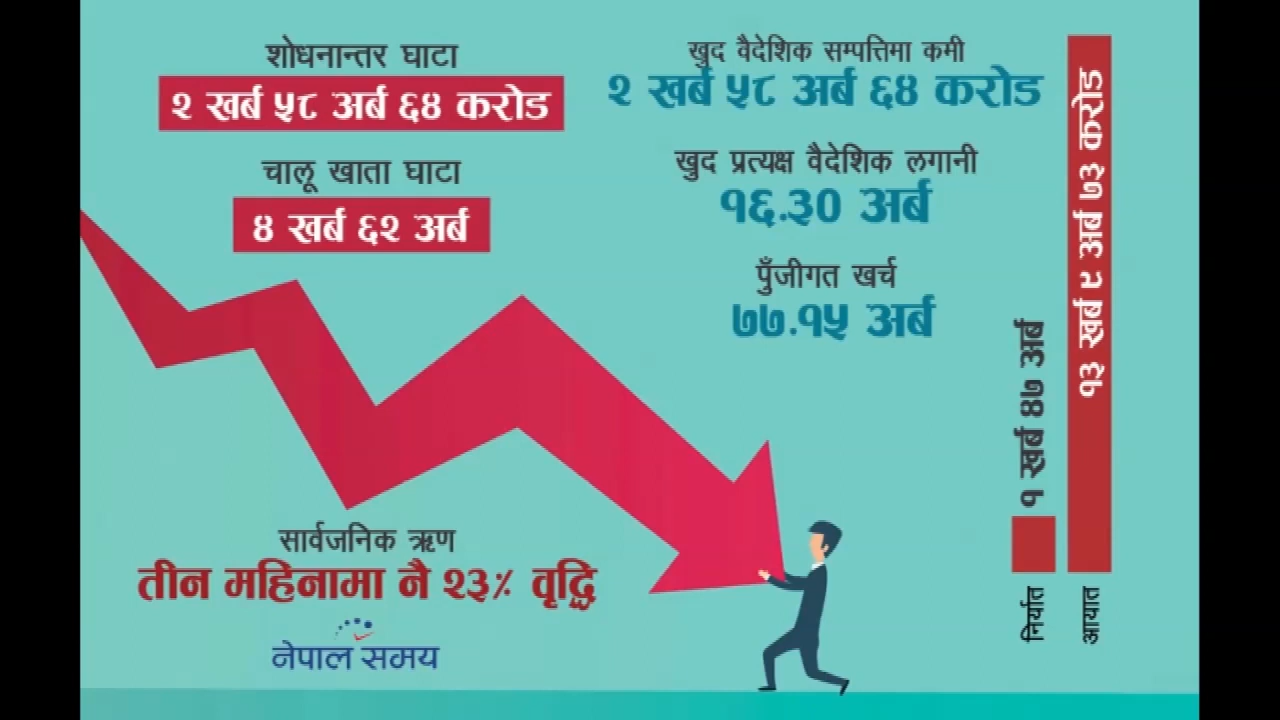 शोधनान्तर घाटा
२ खर्ब ५८ अर्ब ६४ करोड
चालू खाता घाटा
४ खर्ब ६२ अर्ब
खुद वैदेशिक सम्पत्तिमा कमी
२ खर्ब ५८ अर्ब ६४ करोड
खुद प्रत्यक्ष वैदेशिक लगानी
१६.३० अर्ब
पुँजीगत खर्च
७७.१५ अर्ब
१ खर्ब ४७ अर्ब
निर्यात
१३ खर्ब ९ अर्ब ७३ करोड
आयात
सार्वजनिक ऋण
तीन महिनामा नै २३% वृद्धि
नेपाल समय